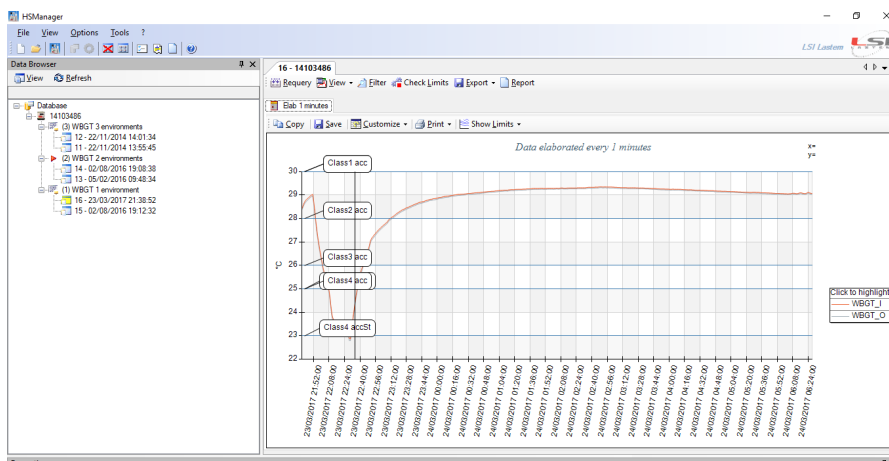 HSManager
File View Options Tools ?
LSI Lastem
Data Browser
View Refresh
Database
14103486
(3) WBGT 3 environments
12 - 22/11/2014 14:01:34
11 - 22/11/2014 13:55:45
(2) WBGT 2 environments
14 - 02/08/2016 19:08:38
13 - 05/02/2016 09:48:34
(1) WBGT 1 environment
16 - 23/03/2017 21:38:52
15 - 02/08/2016 19:12:32
16 - 14103486
Requery View Filter Check Limits Export Report
Elab 1 minutes
Copy Save Customize Print Show Limits
Data elaborated every 1 minutes
x=
y=
°C
30
29
28
27
26
25
24
23
22
Class1 acc
Class2 acc
Class3 acc
Class4 acc
Class4 accSt
Click to highlight
WBGT_I
WBGT_O
23/03/2017 21:52:00
23/03/2017 22:08:00
23/03/2017 22:24:00
23/03/2017 22:40:00
23/03/2017 22:56:00
23/03/2017 23:12:00
23/03/2017 23:28:00
23/03/2017 23:44:00
24/03/2017 00:00:00
24/03/2017 00:16:00
24/03/2017 00:32:00
24/03/2017 00:48:00
24/03/2017 01:04:00
24/03/2017 01:20:00
24/03/2017 01:36:00
24/03/2017 01:52:00
24/03/2017 02:08:00
24/03/2017 02:24:00
24/03/2017 02:40:00
24/03/2017 02:56:00
24/03/2017 03:12:00
24/03/2017 03:28:00
24/03/2017 03:44:00
24/03/2017 04:00:00
24/03/2017 04:16:00
24/03/2017 04:32:00
24/03/2017 04:48:00
24/03/2017 05:04:00
24/03/2017 05:20:00
24/03/2017 05:36:00
24/03/2017 05:52:00
24/03/2017 06:08:00
24/03/2017 06:24:00